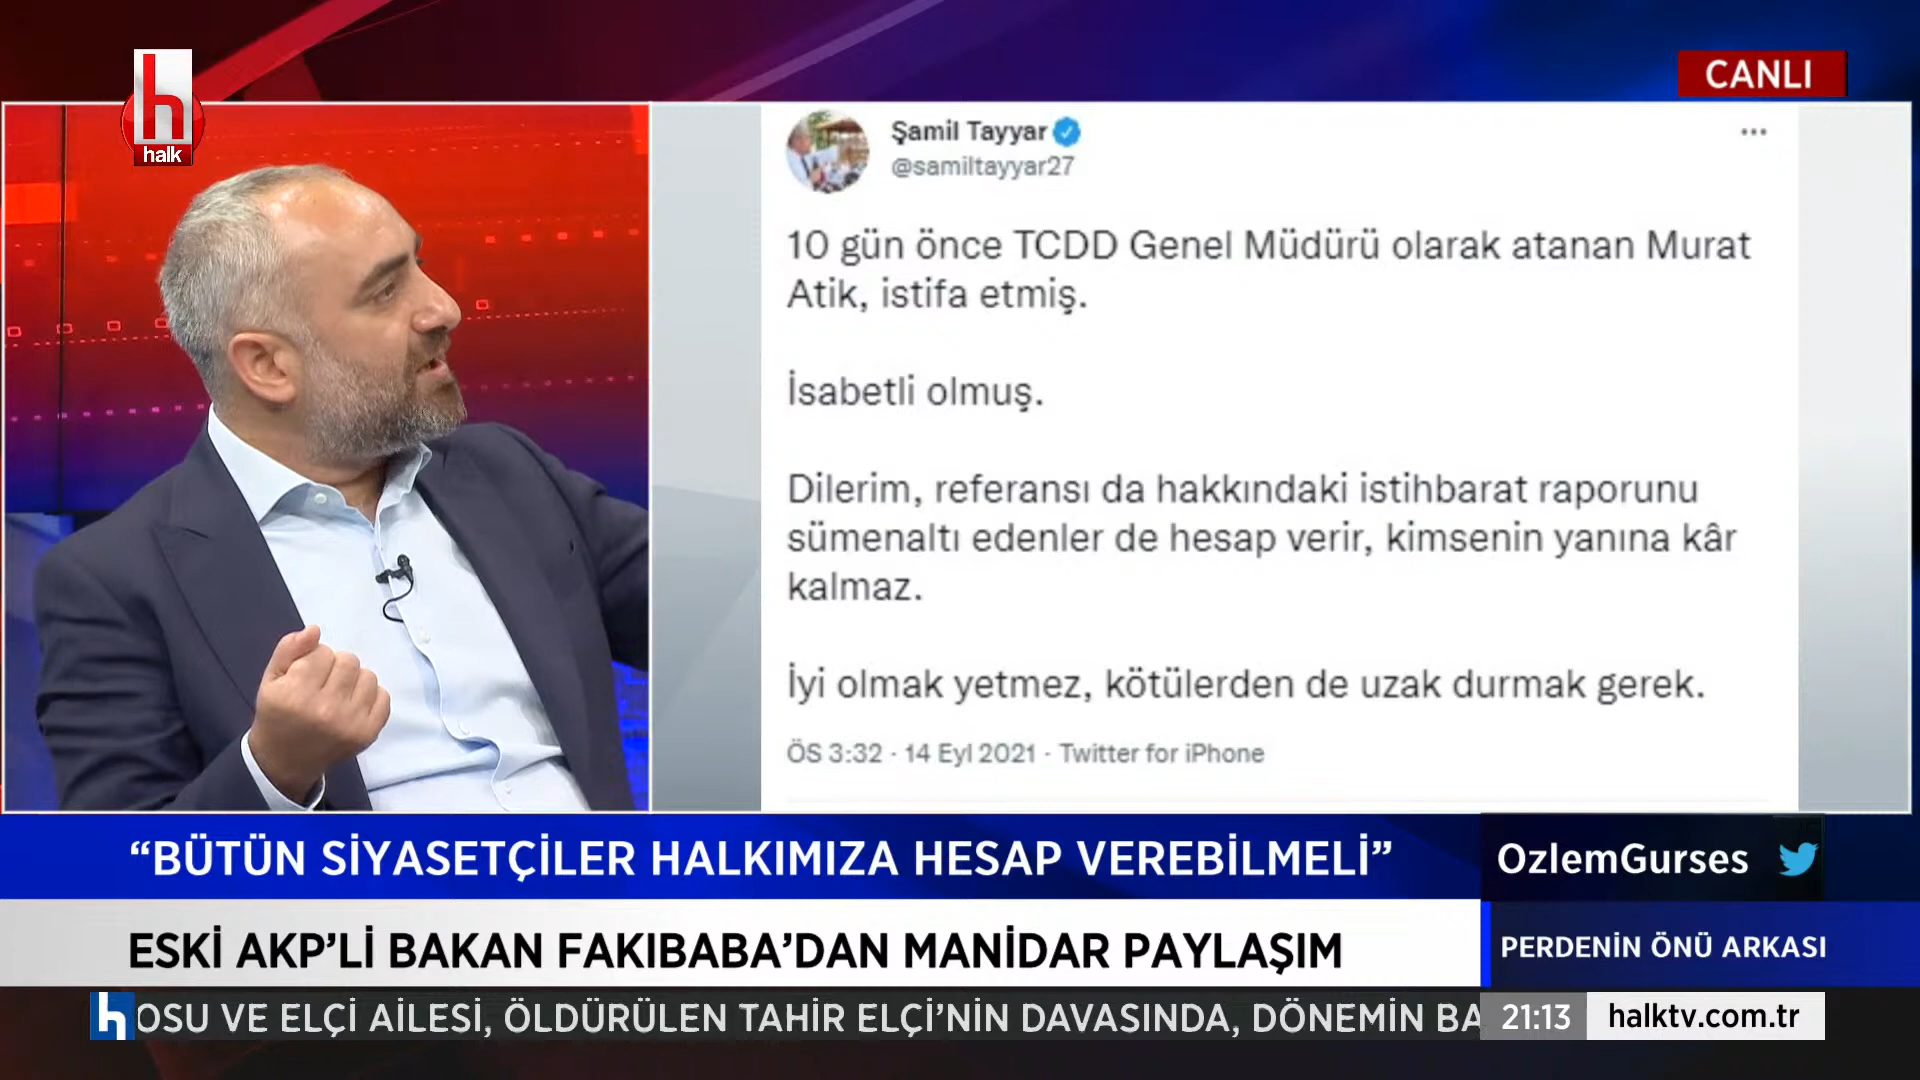 h
halk
CANLI
Şamil Tayyar
@samiltayyar27
10 gün önce TCDD Genel Müdürü olarak atanan Murat
Atik, istifa etmiş.
İsabetli olmuş.
Dilerim, referansı da hakkındaki istihbarat raporunu
sümenaltı edenler de hesap verir, kimsenin yanına kâr
kalmaz.
İyi olmak yetmez, kötülerden de uzak durmak gerek.
ÖS 3:32 · 14 Eyl 2021 · Twitter for iPhone
“BÜTÜN SİYASETÇİLER HALKIMIZA HESAP VEREBİLMELİ”
OzlemGurses
ESKİ AKP’Lİ BAKAN FAKIBABA’DAN MANİDAR PAYLAŞIM
PERDENİN ÖNÜ ARKASI
h OSU VE ELÇİ AİLESİ, ÖLDÜRÜLEN TAHİR ELÇİ’NİN DAVASINDA, DÖNEMİN BA 21:13 halktv.com.tr